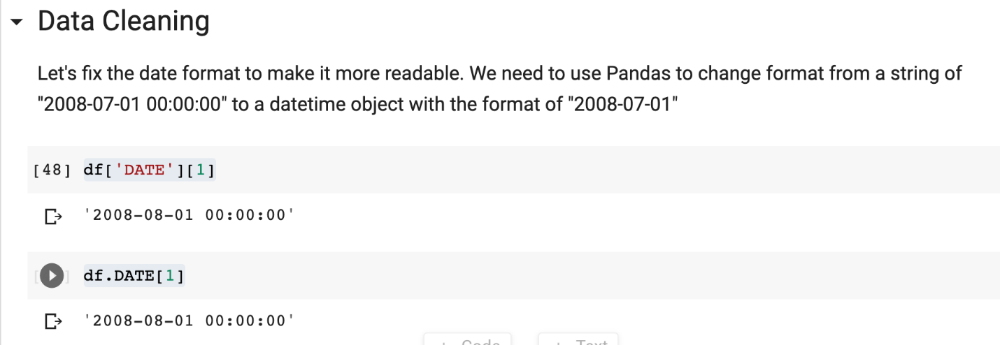 Data Cleaning
Let's fix the date format to make it more readable. We need to use Pandas to change format from a string of
"2008-07-01 00:00:00" to a datetime object with the format of "2008-07-01"
[48] df['DATE'][1]
'2008-08-01 00:00:00'
[ ] df.DATE[1]
'2008-08-01 00:00:00'
+ Code + Text